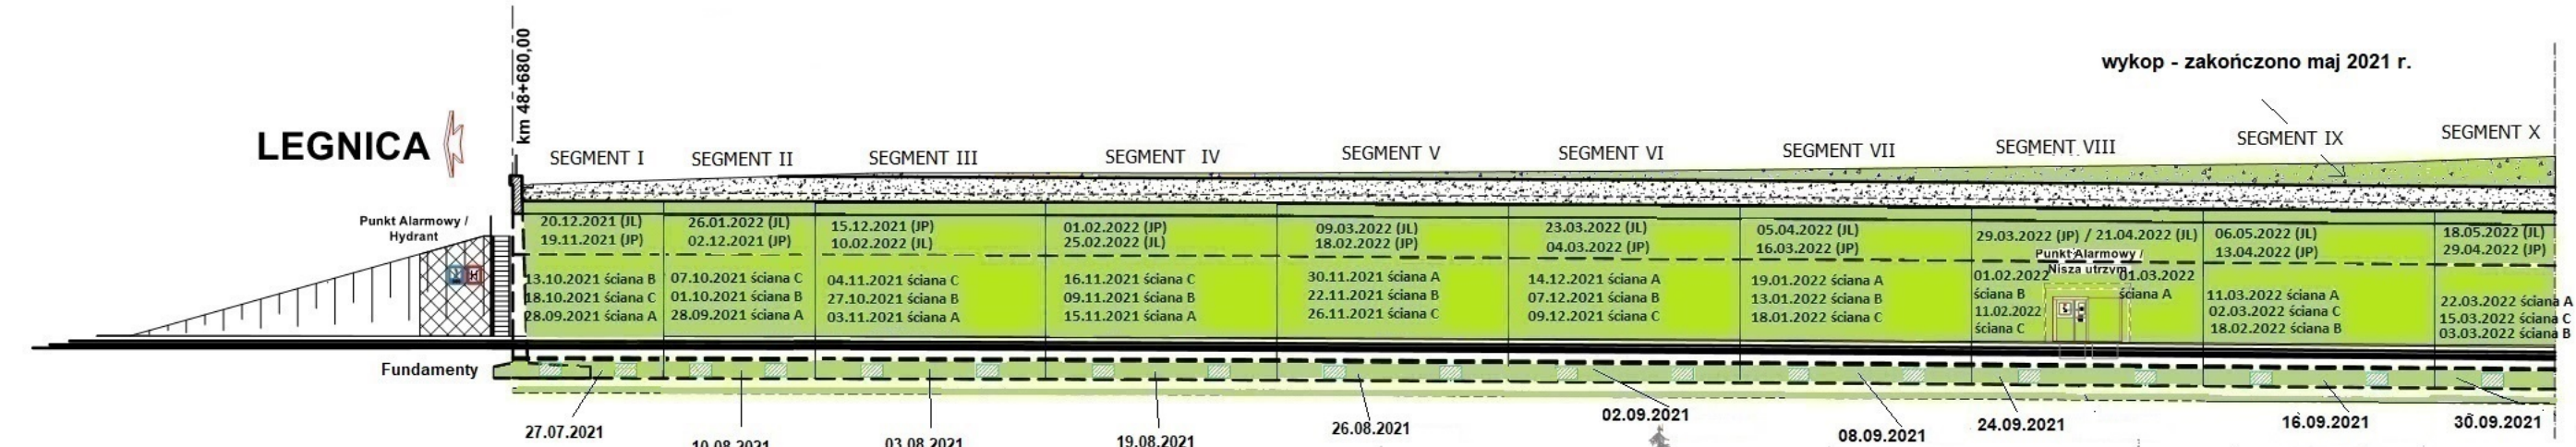 km 48+680,00
wykop - zakończono maj 2021 r.
LEGNICA
SEGMENT I
SEGMENT II
SEGMENT III
SEGMENT IV
SEGMENT V
SEGMENT VI
SEGMENT VII
SEGMENT VIII
SEGMENT IX
SEGMENT X
Punkt Alarmowy /
Hydrant
20.12.2021 (JL)
19.11.2021 (JP)
13.10.2021 ściana B
18.10.2021 ściana C
28.09.2021 ściana A
26.01.2022 (JL)
02.12.2021 (JP)
07.10.2021 ściana C
01.10.2021 ściana B
28.09.2021 ściana A
15.12.2021 (JP)
10.02.2022 (JL)
04.11.2021 ściana C
27.10.2021 ściana B
03.11.2021 ściana A
01.02.2022 (JP)
25.02.2022 (JL)
16.11.2021 ściana C
09.11.2021 ściana B
15.11.2021 ściana A
09.03.2022 (JL)
18.02.2022 (JP)
30.11.2021 ściana A
22.11.2021 ściana B
26.11.2021 ściana C
23.03.2022 (JL)
04.03.2022 (JP)
14.12.2021 ściana A
07.12.2021 ściana B
09.12.2021 ściana C
05.04.2022 (JL)
16.03.2022 (JP)
19.01.2022 ściana A
13.01.2022 ściana B
18.01.2022 ściana C
29.03.2022 (JP) / 21.04.2022 (JL)
Punkt Alarmowy /
Nisza utrzym.
01.02.2022
ściana B
11.02.2022
ściana C
01.03.2022
ściana A
06.05.2022 (JL)
13.04.2022 (JP)
11.03.2022 ściana A
02.03.2022 ściana C
18.02.2022 ściana B
18.05.2022 (JL)
29.04.2022 (JP)
22.03.2022 ściana A
15.03.2022 ściana C
03.03.2022 ściana B
Fundamenty
27.07.2021
10.08.2021
03.08.2021
19.08.2021
26.08.2021
02.09.2021
08.09.2021
24.09.2021
16.09.2021
30.09.2021